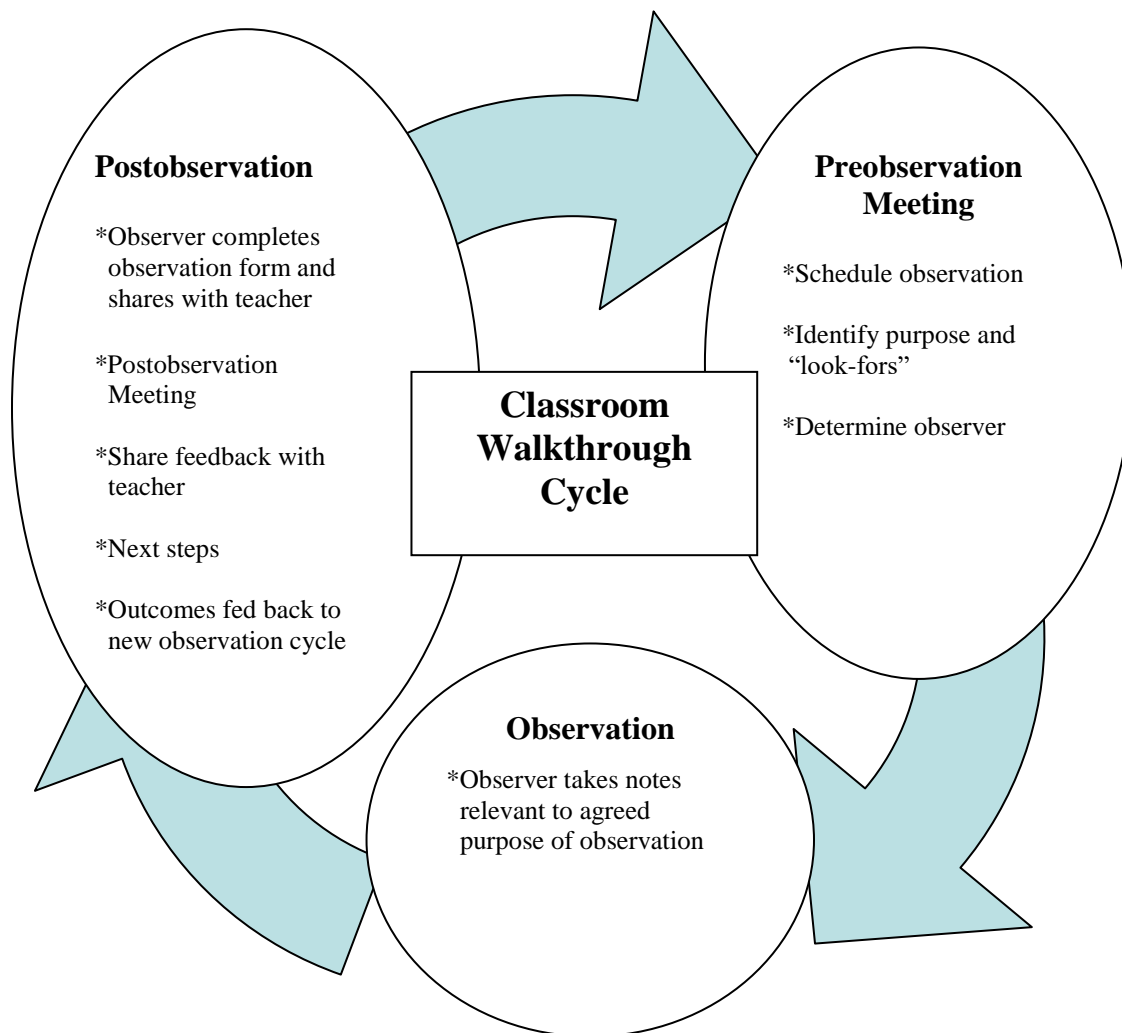 Postobservation
*Observer completes
observation form and
shares with teacher
*Postobservation
Meeting
*Share feedback with
teacher
*Next steps
*Outcomes fed back to
new observation cycle
Preobservation
Meeting
*Schedule observation
*Identify purpose and
“look-fors”
*Determine observer
Classroom
Walkthrough
Cycle
Observation
*Observer takes notes
relevant to agreed
purpose of observation